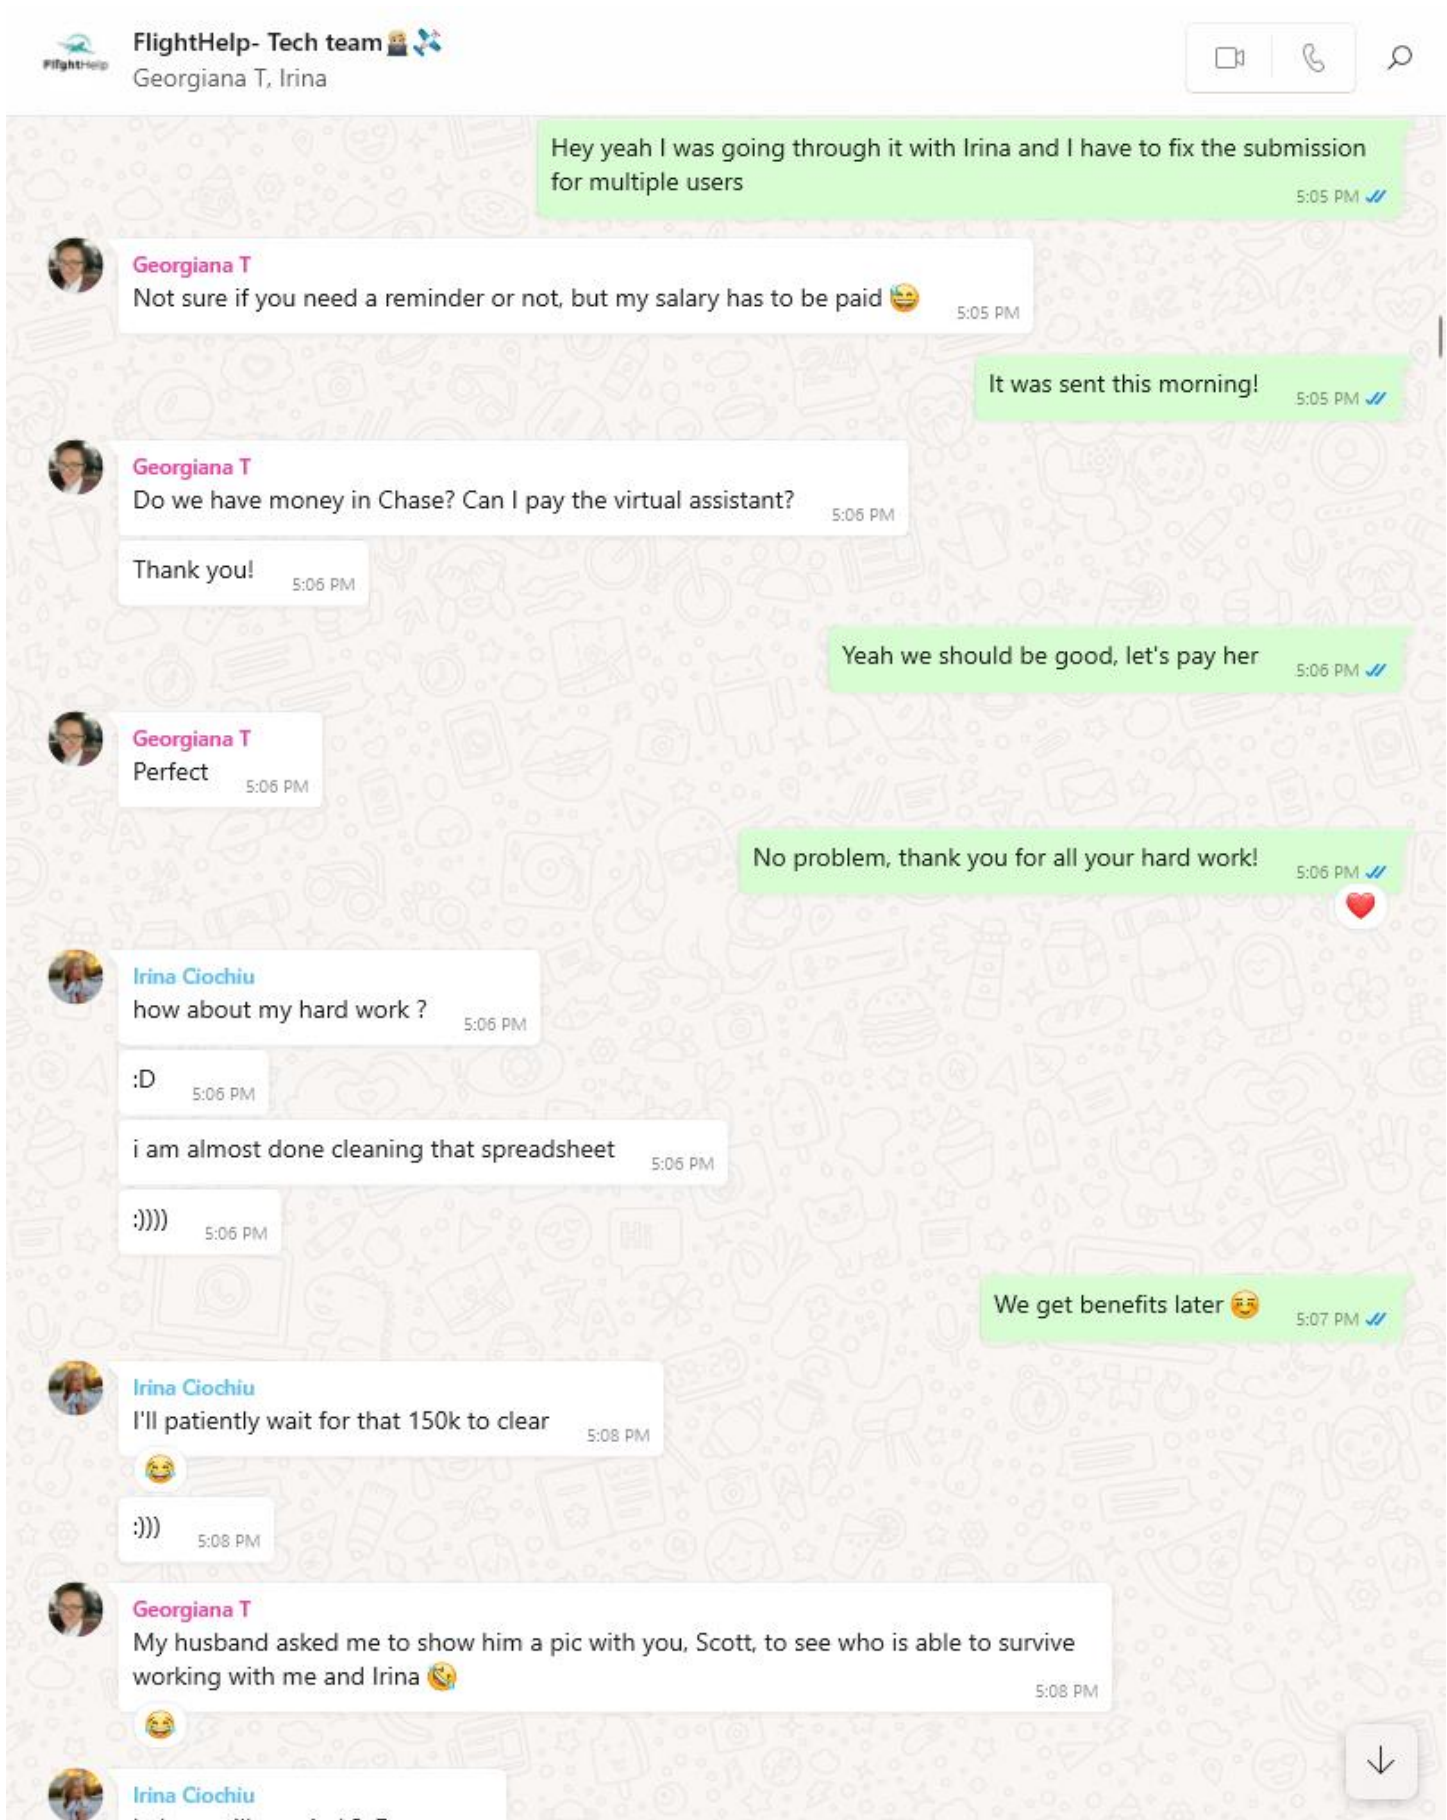 FlightHelp- Tech team
Georgiana T, Irina
FlightHelp
Hey yeah I was going through it with Irina and I have to fix the submission
for multiple users
5:05 PM
Georgiana T
Not sure if you need a reminder or not, but my salary has to be paid 😅
5:05 PM
It was sent this morning!
5:05 PM
Georgiana T
Do we have money in Chase? Can I pay the virtual assistant?
5:06 PM
Thank you!
5:06 PM
Yeah we should be good, let's pay her
5:06 PM
Georgiana T
Perfect
5:06 PM
No problem, thank you for all your hard work!
5:06 PM
Irina Ciochiu
how about my hard work ?
5:06 PM
:D
5:06 PM
i am almost done cleaning that spreadsheet
5:06 PM
:))))
5:06 PM
We get benefits later ☺️
5:07 PM
Irina Ciochiu
I'll patiently wait for that 150k to clear
5:08 PM
:)))
5:08 PM
Georgiana T
My husband asked me to show him a pic with you, Scott, to see who is able to survive
working with me and Irina 🤣
5:08 PM
Irina Ciochiu